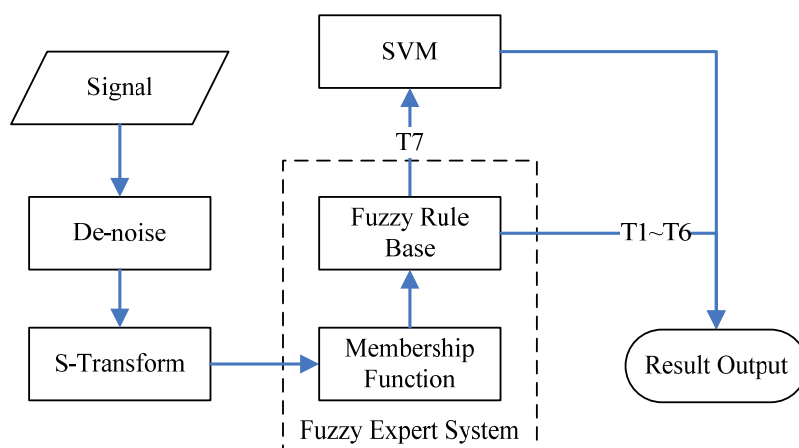 SVM
Signal
T7
De-noise
Fuzzy Rule
Base
T1~T6
S-Transform
Membership
Function
Result Output
Fuzzy Expert System